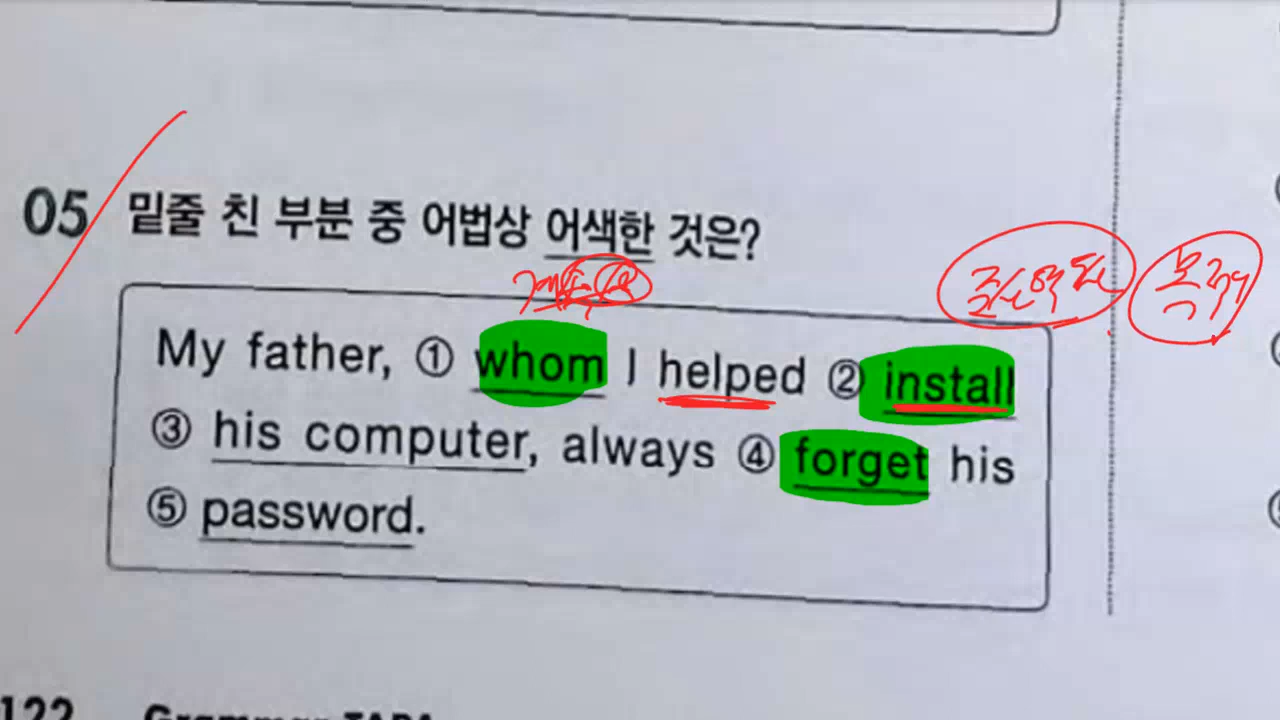 05 밑줄 친 부분 중 어법상 어색한 것은?
My father, ① whom I helped ② install
③ his computer, always ④ forget his
⑤ password.
122